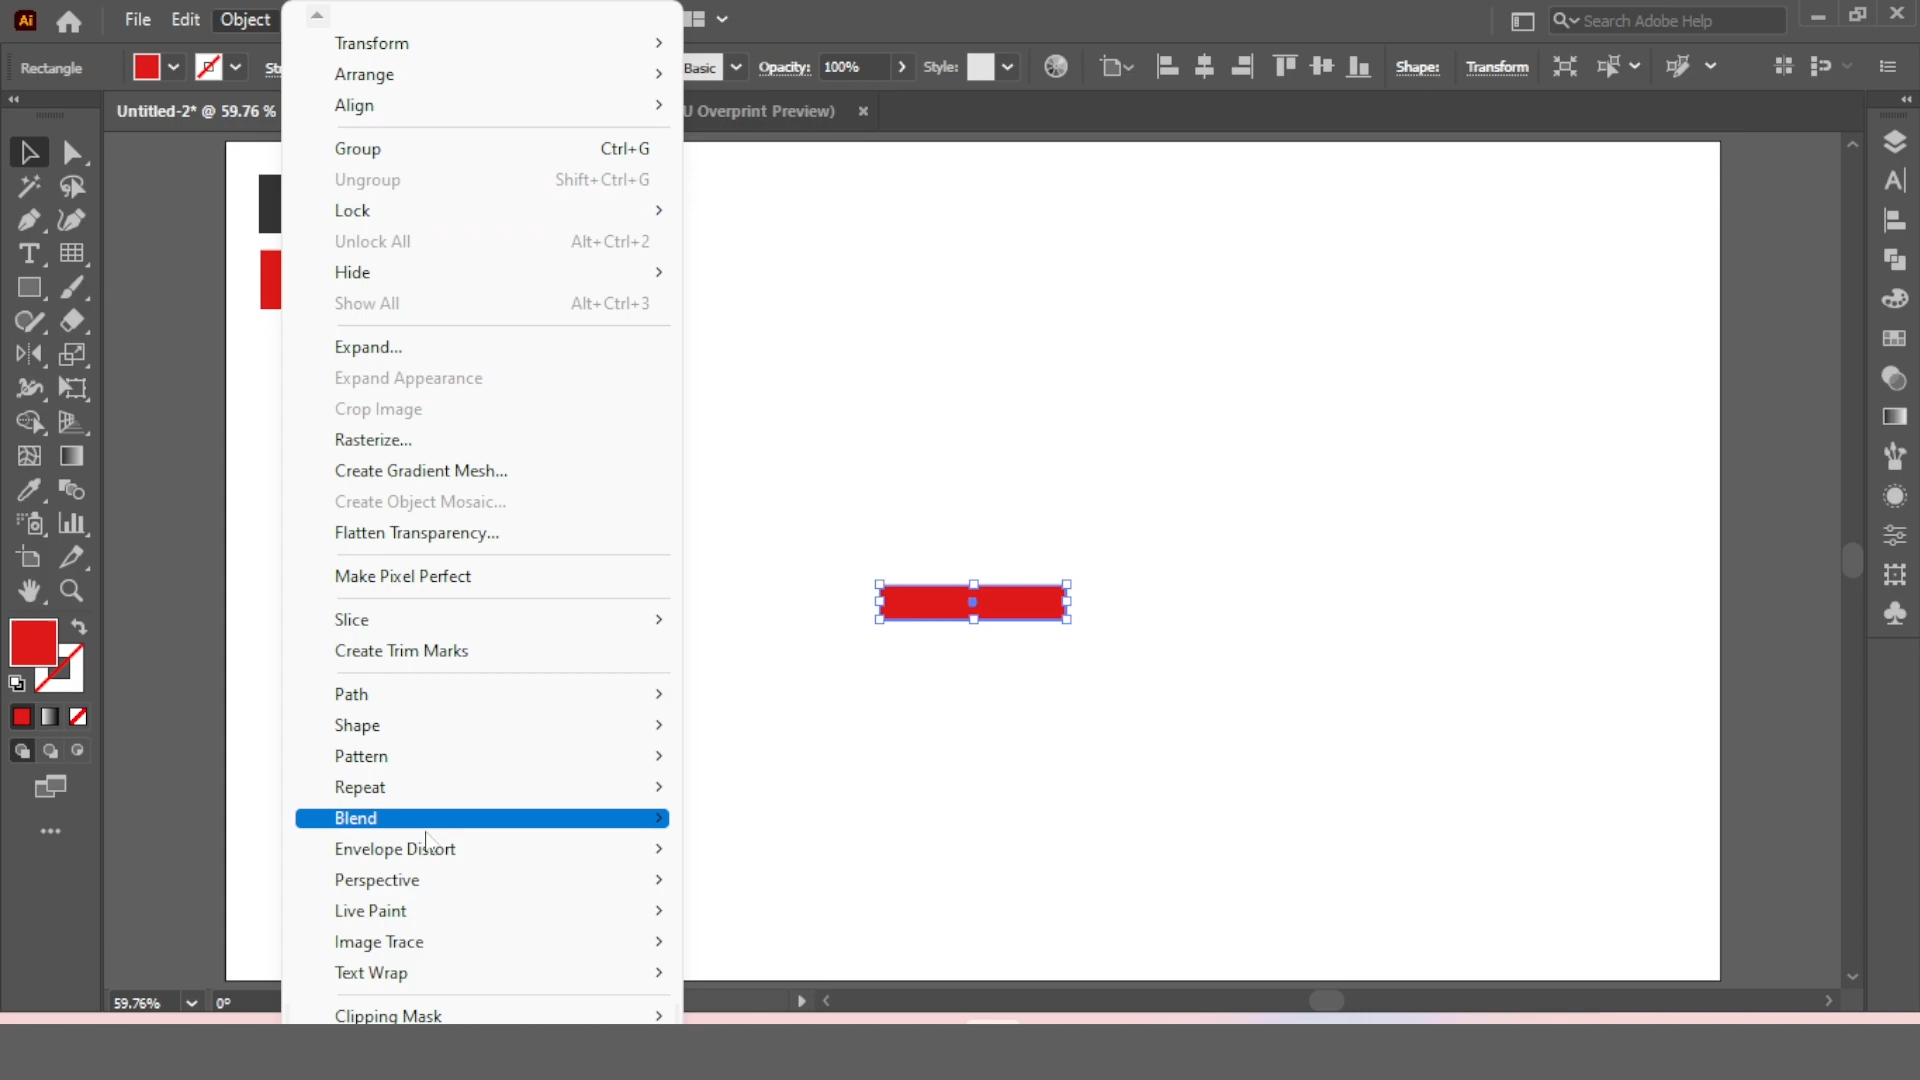 Ai File Edit Object Search Adobe Help
Rectangle St Basic Opacity: 100% Style: Shape: Transform
Untitled-2* @ 59.76 % U Overprint Preview)
Transform
Arrange
Align
Group Ctrl+G
Ungroup Shift+Ctrl+G
Lock
Unlock All Alt+Ctrl+2
Hide
Show All Alt+Ctrl+3
Expand...
Expand Appearance
Crop Image
Rasterize...
Create Gradient Mesh...
Create Object Mosaic...
Flatten Transparency...
Make Pixel Perfect
Slice
Create Trim Marks
Path
Shape
Pattern
Repeat
Blend
Envelope Distort
Perspective
Live Paint
Image Trace
Text Wrap
Clipping Mask
59.76% 0°